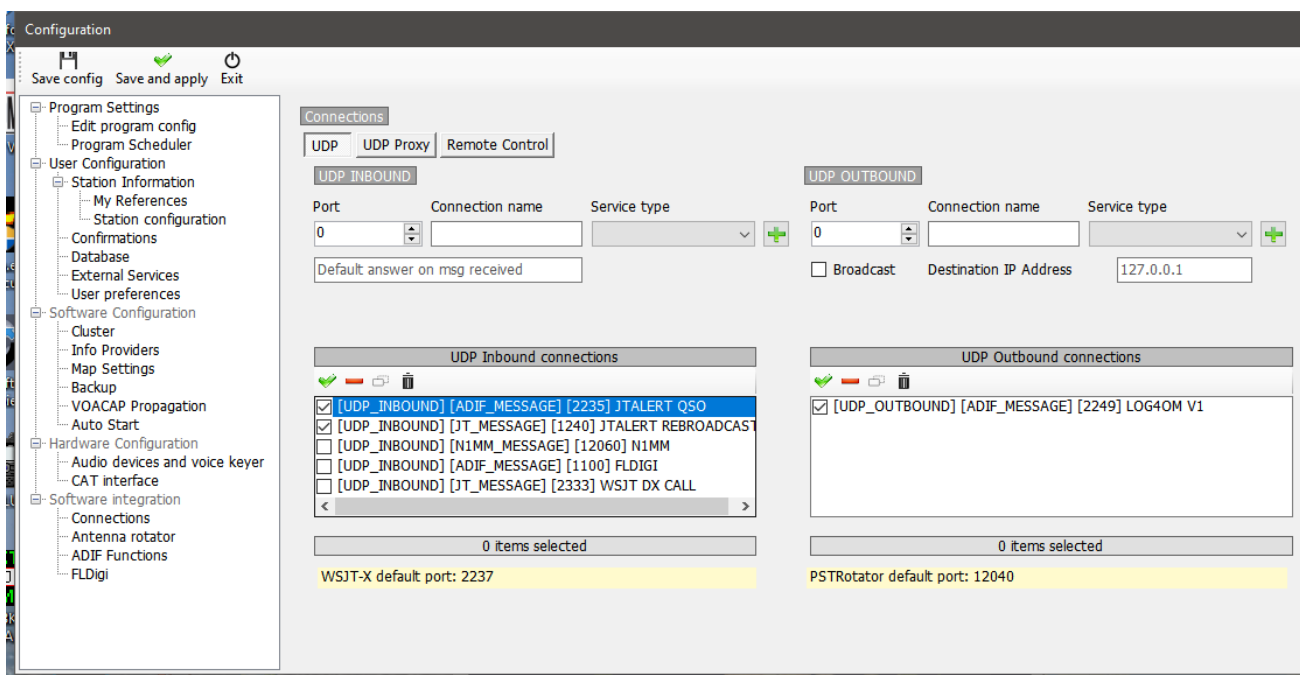 Configuration
Save config Save and apply Exit
Program Settings
Edit program config
Program Scheduler
User Configuration
Station Information
My References
Station configuration
Confirmations
Database
External Services
User preferences
Software Configuration
Cluster
Info Providers
Map Settings
Backup
VOACAP Propagation
Auto Start
Hardware Configuration
Audio devices and voice keyer
CAT interface
Software integration
Connections
Antenna rotator
ADIF Functions
FLDigi
Connections
UDP UDP Proxy Remote Control
UDP INBOUND
Port Connection name Service type
0
Default answer on msg received
UDP Inbound connections
[UDP_INBOUND] [ADIF_MESSAGE] [2235] JTALERT QSO
[UDP_INBOUND] [JT_MESSAGE] [1240] JTALERT REBROADCAST
[UDP_INBOUND] [N1MM_MESSAGE] [12060] N1MM
[UDP_INBOUND] [ADIF_MESSAGE] [1100] FLDIGI
[UDP_INBOUND] [JT_MESSAGE] [2333] WSJT DX CALL
0 items selected
WSJT-X default port: 2237
UDP OUTBOUND
Port Connection name Service type
0
Broadcast Destination IP Address 127.0.0.1
UDP Outbound connections
[UDP_OUTBOUND] [ADIF_MESSAGE] [2249] LOG4OM V1
0 items selected
PSTRotator default port: 12040